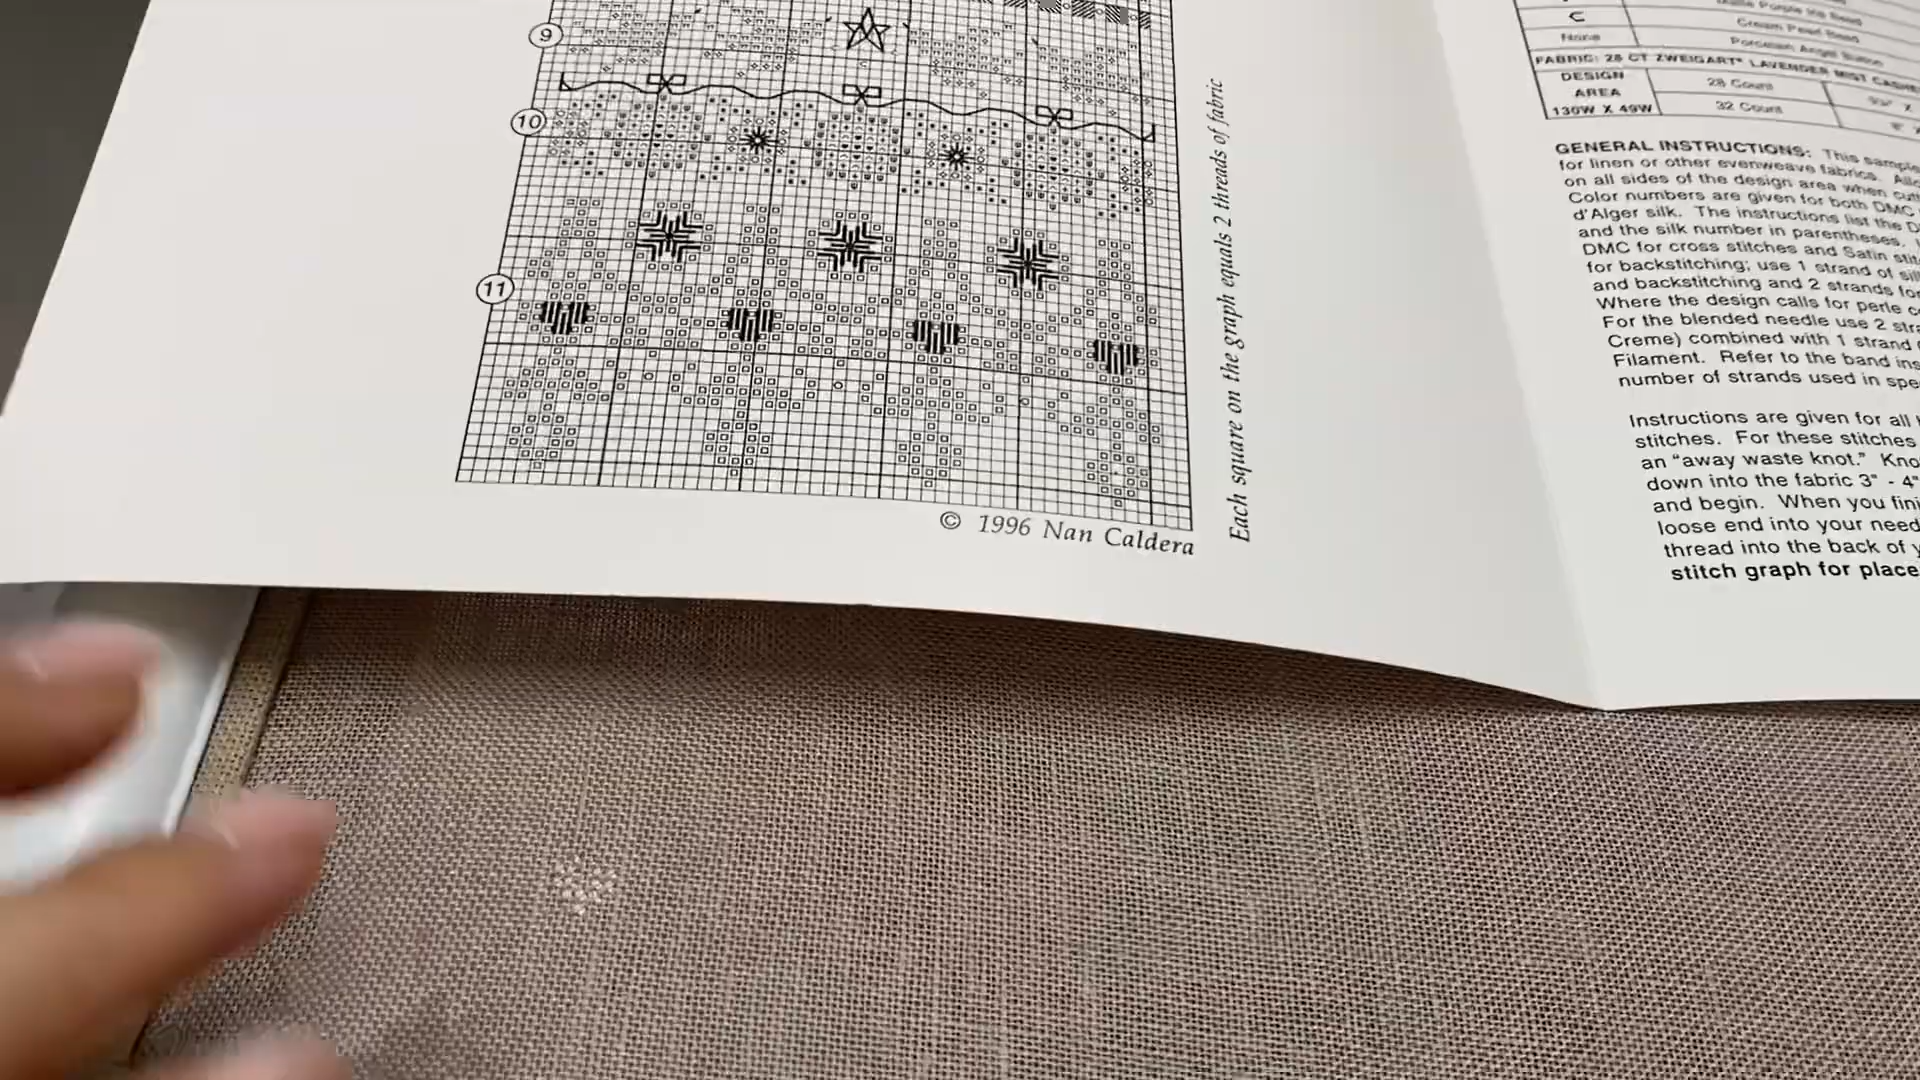 9
10
11
© 1996 Nan Caldera
Each square on the graph equals 2 threads of fabric
C
None
Porcelain Angel Button
FABRIC: 28 CT ZWEIGART® LAVENDER MIST
DESIGN
AREA
130W X 49W
28 Count
32 Count
GENERAL INSTRUCTIONS: This
for linen or other evenweave fabrics.
on all sides of the design area when
Color numbers are given for both DMC
d'Alger silk. The instructions list the
and the silk number in parentheses.
DMC for cross stitches and Satin
for backstitching; use 1 strand of
and backstitching and 2 strands
Where the design calls for perle
For the blended needle use 2
Creme) combined with 1 strand
Filament. Refer to the band
number of strands used in
Instructions are given for all
stitches. For these stitches
an "away waste knot."
down into the fabric 3" - 4"
and begin. When you
loose end into your
thread into the back of
stitch graph for